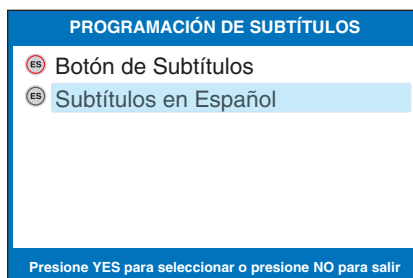 PROGRAMACIÓN DE SUBTÍTULOS
ES Botón de Subtítulos
ES Subtítulos en Español
Presione YES para seleccionar o presione NO para salir